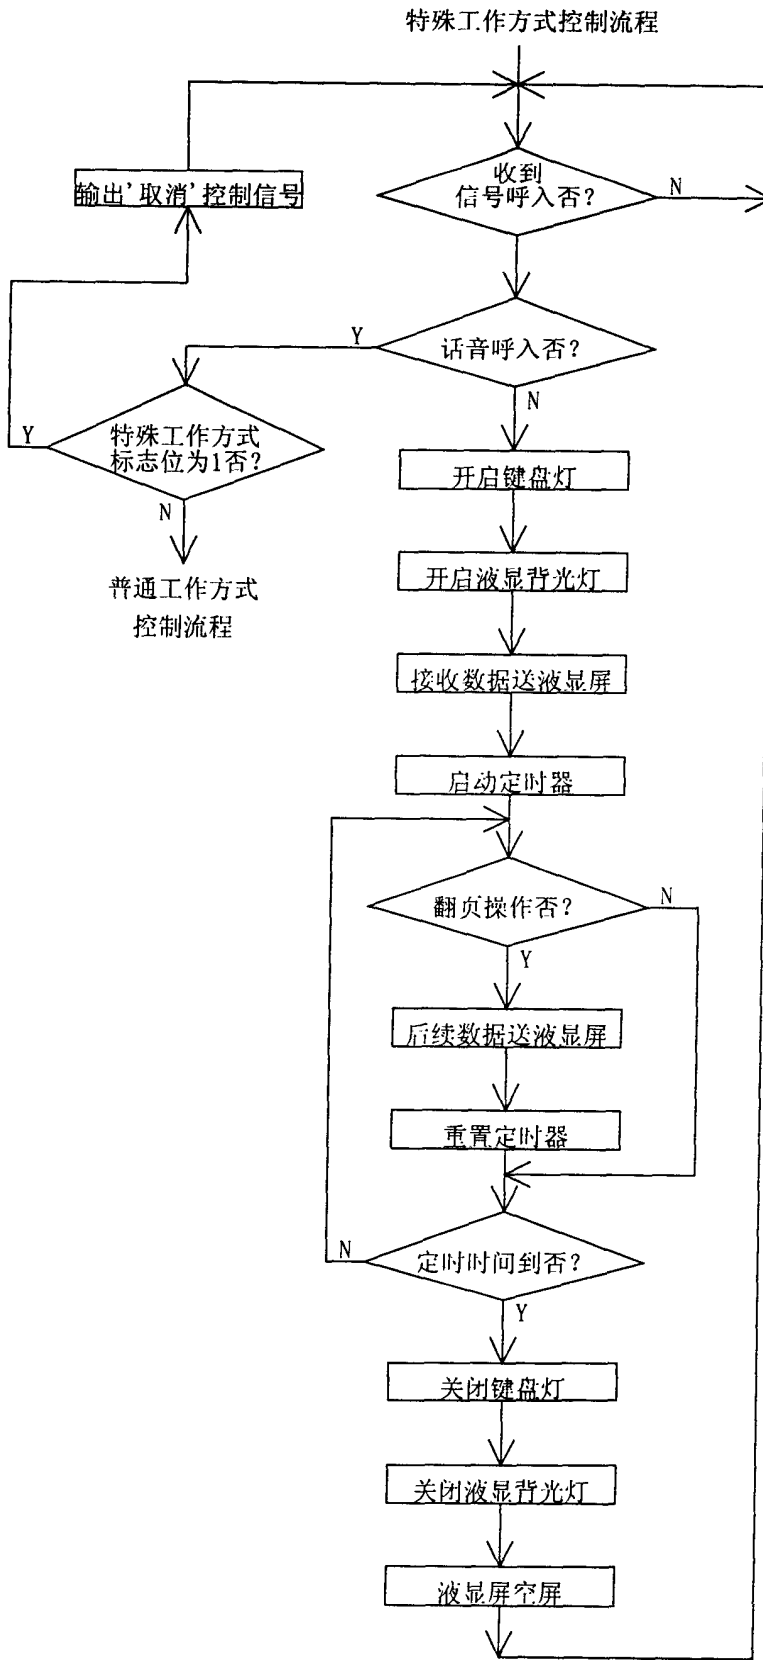 特殊工作方式控制流程
输出'取消'控制信号
收到
信号呼入否?
N
Y
话音呼入否?
N
Y
特殊工作方式
标志位为1否?
N
开启键盘灯
开启液显背光灯
普通工作方式
控制流程
接收数据送液显屏
启动定时器
翻页操作否?
N
Y
后续数据送液显屏
重置定时器
N
定时时间到否?
Y
关闭键盘灯
关闭液显背光灯
液显屏空屏